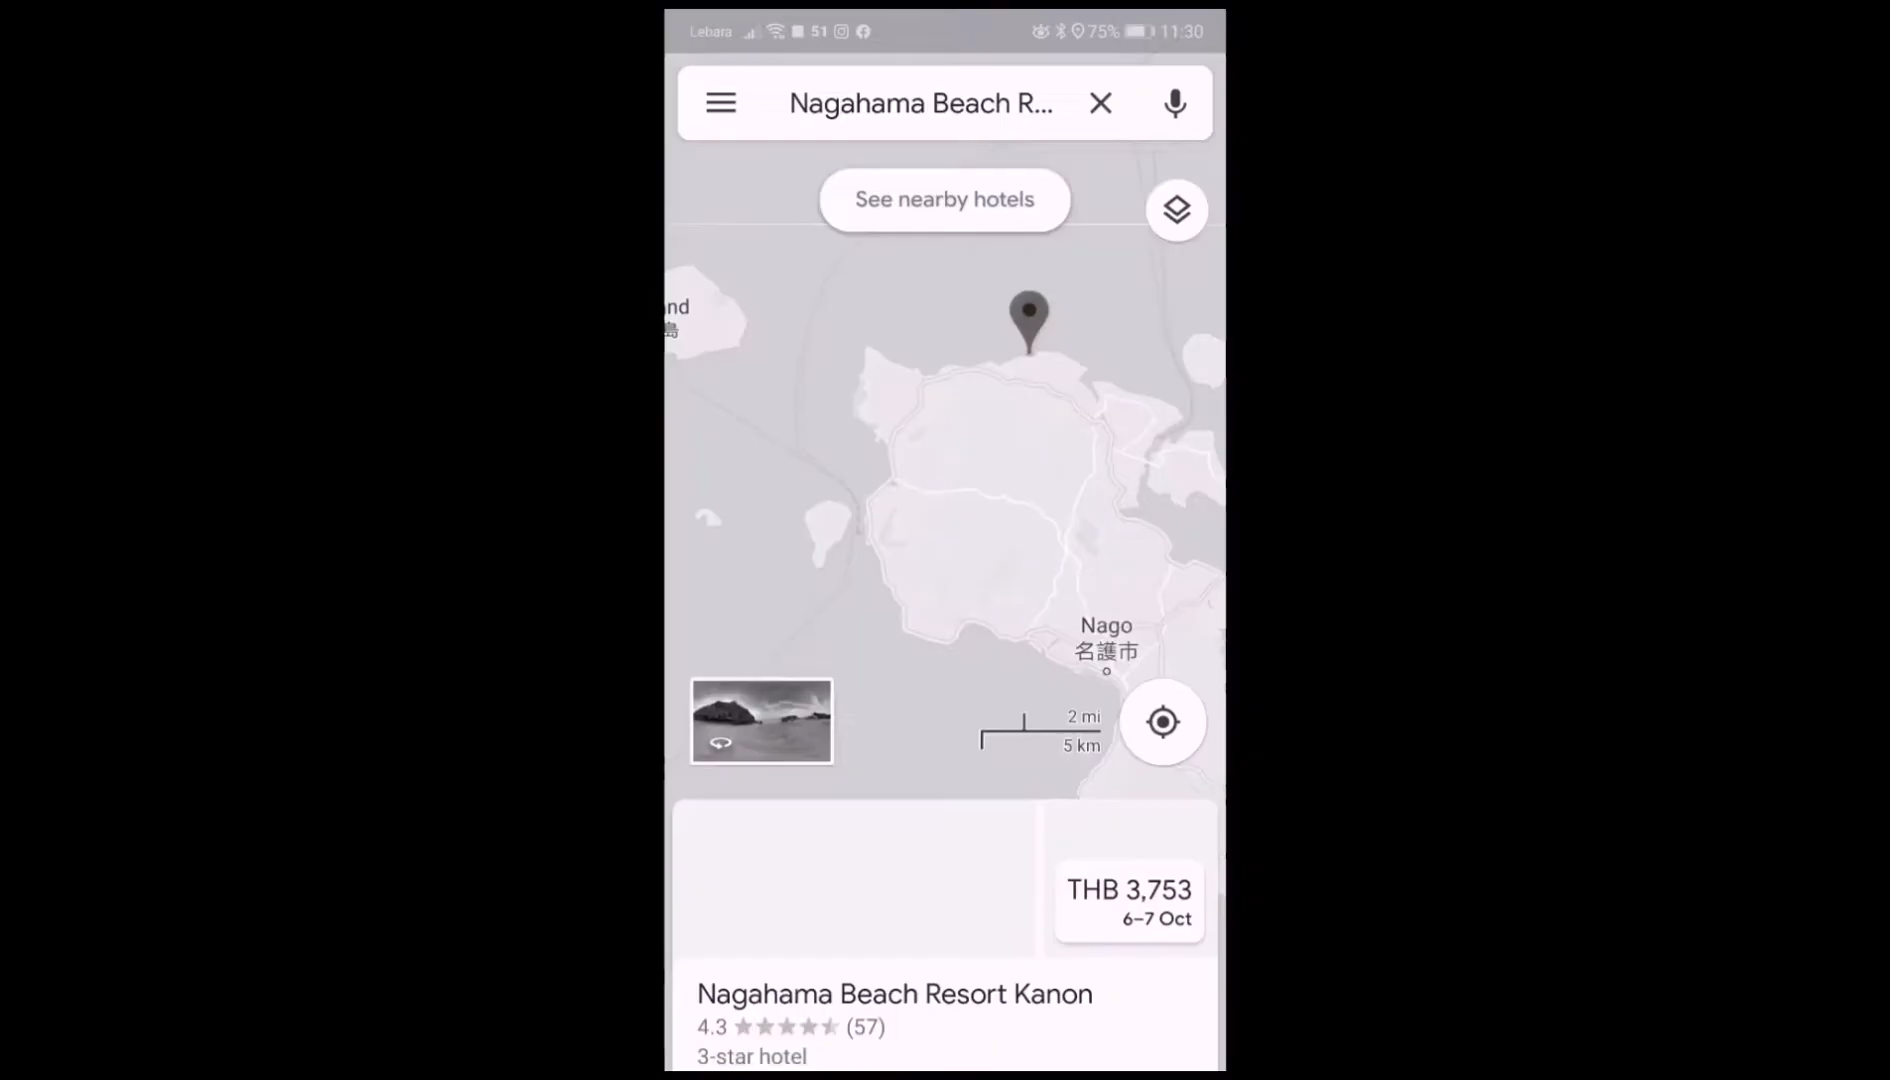 Lebara 51 75% 11:30
Nagahama Beach R...
See nearby hotels
nd
島
Nago
名護市
2 mi
5 km
THB 3,753
6–7 Oct
Nagahama Beach Resort Kanon
4.3 (57)
3-star hotel